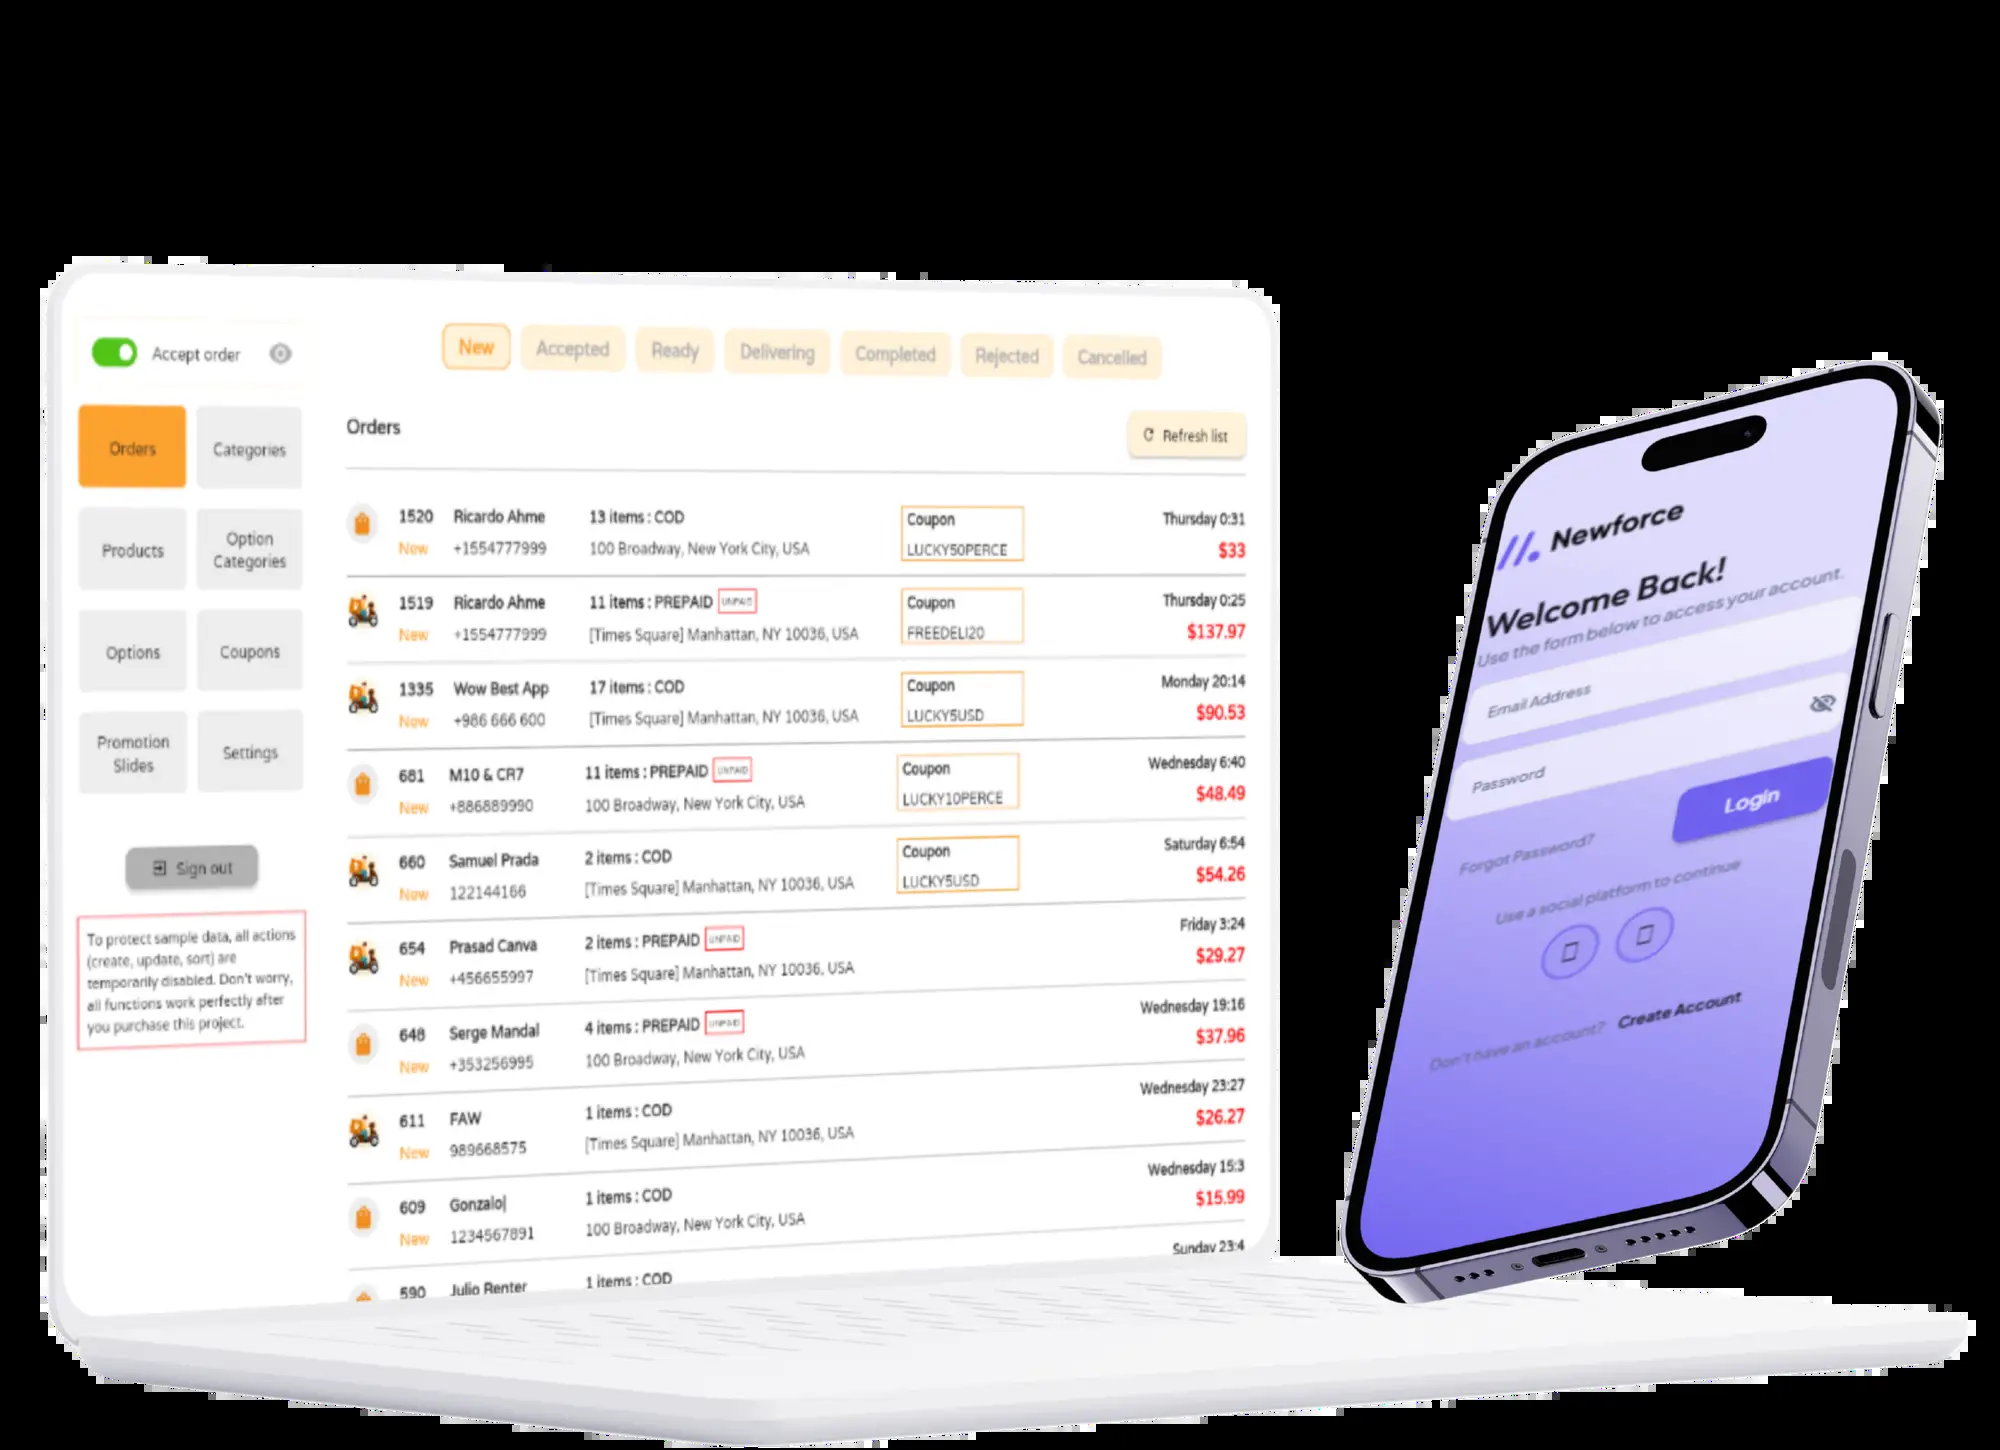 Accept order
New
Accepted
Ready
Delivering
Completed
Rejected
Cancelled
Orders
Categories
Products
Option
Categories
Options
Coupons
Promotion
Slides
Settings
Sign out
To protect sample data, all actions
(create, update, sort) are
temporarily disabled. Don't worry,
all functions work perfectly after
you purchase this project.
Orders
Refresh list
1520 Ricardo Ahme 13 items : COD Coupon Thursday 0:31
New +1554777999 100 Broadway, New York City, USA LUCKY50PERCE $33
1519 Ricardo Ahme 11 items : PREPAID UNPAID Coupon Thursday 0:25
New +1554777999 [Times Square] Manhattan, NY 10036, USA FREEDELI20 $137.97
1335 Wow Best App 17 items : COD Coupon Monday 20:14
New +986 666 600 [Times Square] Manhattan, NY 10036, USA LUCKY5USD $90.53
681 M10 & CR7 11 items : PREPAID UNPAID Coupon Wednesday 6:40
New +886889990 100 Broadway, New York City, USA LUCKY10PERCE $48.49
660 Samuel Prada 2 items : COD Coupon Saturday 6:54
New 122144166 [Times Square] Manhattan, NY 10036, USA LUCKY5USD $54.26
654 Prasad Canva 2 items : PREPAID UNPAID Friday 3:24
New +456655997 [Times Square] Manhattan, NY 10036, USA $29.27
648 Serge Mandal 4 items : PREPAID UNPAID Wednesday 19:16
New +353256995 100 Broadway, New York City, USA $37.96
611 FAW 1 items : COD Wednesday 23:27
New 989668575 [Times Square] Manhattan, NY 10036, USA $26.27
609 Gonzalo| 1 items : COD Wednesday 15:3
New 1234567891 100 Broadway, New York City, USA $15.99
590 Julio Renter 1 items : COD Sunday 23:4
Newforce
Welcome Back!
Use the form below to access your account.
Email Address
Password
Login
Forgot Password?
Use a social platform to continue
Don't have an account? Create Account